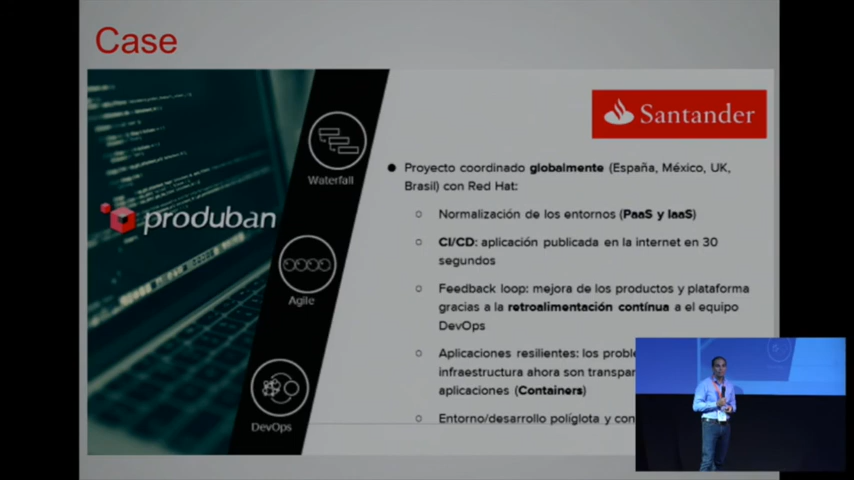 Case
Santander
produban
Waterfall
Agile
DevOps
Proyecto coordinado globalmente (España, México, UK,
Brasil) con Red Hat:
Normalización de los entornos (PaaS y IaaS)
CI/CD: aplicación publicada en la internet en 30
segundos
Feedback loop: mejora de los productos y plataforma
gracias a la retroalimentación contínua a el equipo
DevOps
Aplicaciones resilientes: los
infraestructura ahora son
aplicaciones (Containers)
Entorno/desarrollo políglota y